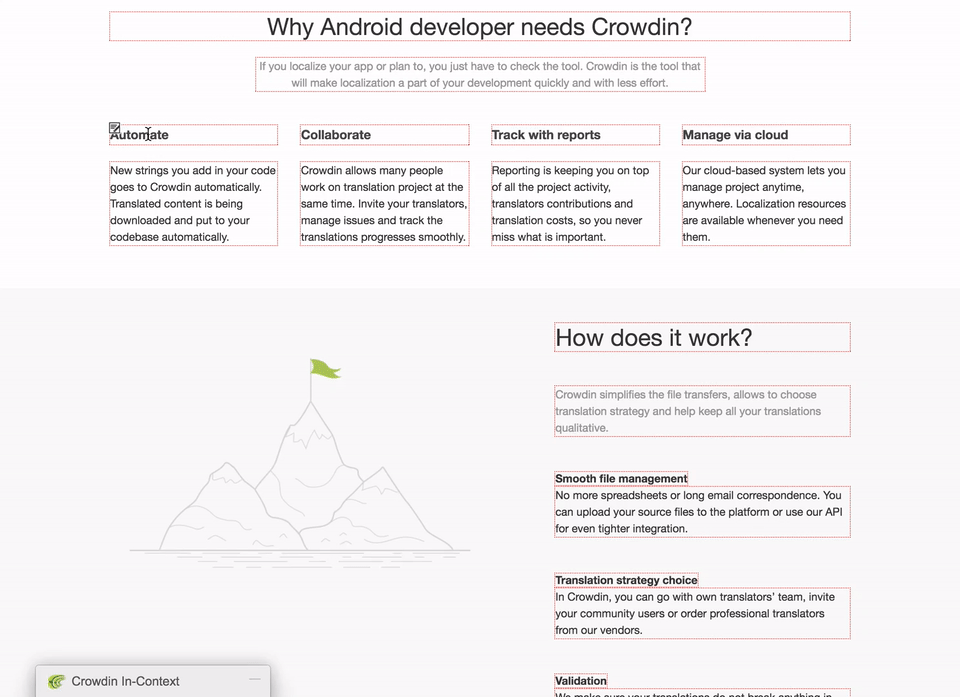 Why Android developer needs Crowdin?
If you localize your app or plan to, you just have to check the tool. Crowdin is the tool that
will make localization a part of your development quickly and with less effort.
Automate
New strings you add in your code
goes to Crowdin automatically.
Translated content is being
downloaded and put to your
codebase automatically.
Collaborate
Crowdin allows many people
work on translation project at the
same time. Invite your translators,
manage issues and track the
translations progresses smoothly.
Track with reports
Reporting is keeping you on top
of all the project activity,
translators contributions and
translation costs, so you never
miss what is important.
Manage via cloud
Our cloud-based system lets you
manage project anytime,
anywhere. Localization resources
are available whenever you need
them.
How does it work?
Crowdin simplifies the file transfers, allows to choose
translation strategy and help keep all your translations
qualitative.
Smooth file management
No more spreadsheets or long email correspondence. You
can upload your source files to the platform or use our API
for even tighter integration.
Translation strategy choice
In Crowdin, you can go with own translators' team, invite
your community users or order professional translators
from our vendors.
Validation
We make sure your translations do not break anything in
Crowdin In-Context